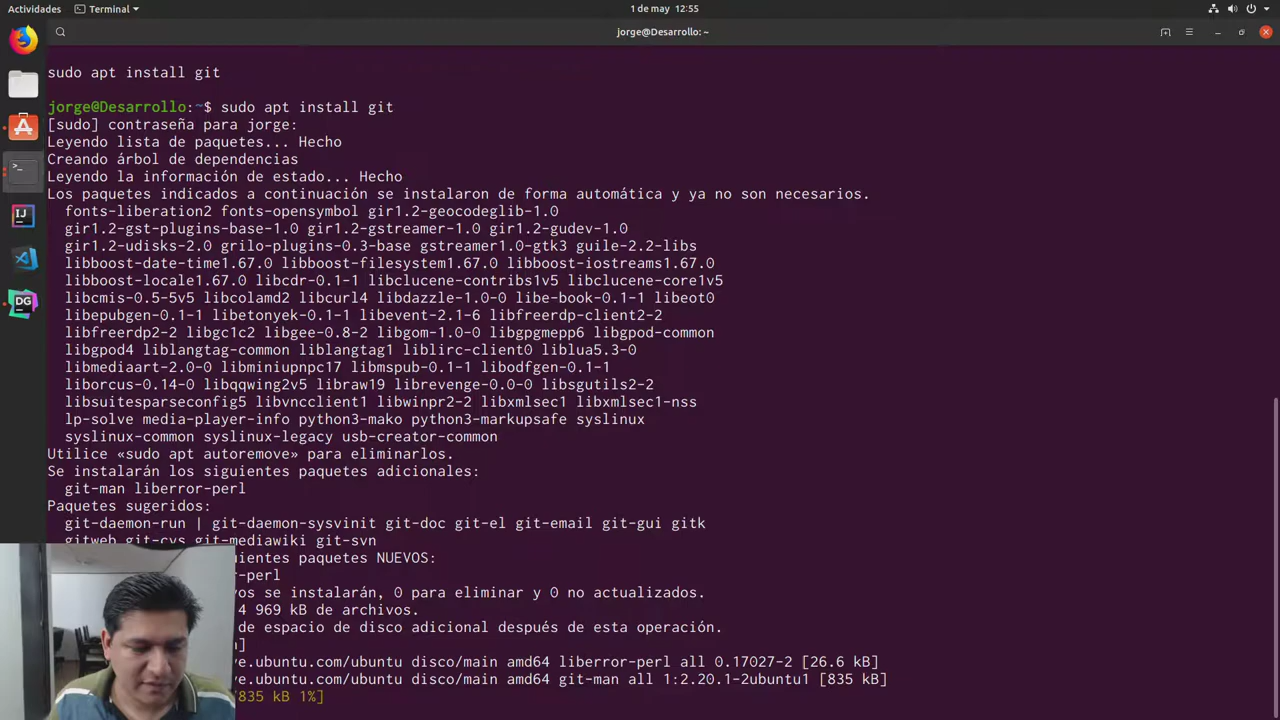 Actividades
Terminal
1 de may 12:55
jorge@Desarrollo: ~
sudo apt install git
jorge@Desarrollo:~$ sudo apt install git
[sudo] contraseña para jorge:
Leyendo lista de paquetes... Hecho
Creando árbol de dependencias
Leyendo la información de estado... Hecho
Los paquetes indicados a continuación se instalaron de forma automática y ya no son necesarios.
fonts-liberation2 fonts-opensymbol gir1.2-geocodeglib-1.0
gir1.2-gst-plugins-base-1.0 gir1.2-gstreamer-1.0 gir1.2-gudev-1.0
gir1.2-udisks-2.0 grilo-plugins-0.3-base gstreamer1.0-gtk3 guile-2.2-libs
libboost-date-time1.67.0 libboost-filesystem1.67.0 libboost-iostreams1.67.0
libboost-locale1.67.0 libcdr-0.1-1 libclucene-contribs1v5 libclucene-core1v5
libcmis-0.5-5v5 libcolamd2 libcurl4 libdazzle-1.0-0 libe-book-0.1-1 libeot0
libepubgen-0.1-1 libetonyek-0.1-1 libevent-2.1-6 libfreerdp-client2-2
libfreerdp2-2 libgc1c2 libgee-0.8-2 libgom-1.0-0 libgpgmepp6 libgpod-common
libgpod4 liblangtag-common liblangtag1 liblirc-client0 liblua5.3-0
libmediaart-2.0-0 libminiupnpc17 libmspub-0.1-1 libodfgen-0.1-1
liborcus-0.14-0 libqqwing2v5 libraw19 librevenge-0.0-0 libsgutils2-2
libsuitesparseconfig5 libvncclient1 libwinpr2-2 libxmlsec1 libxmlsec1-nss
lp-solve media-player-info python3-mako python3-markupsafe syslinux
syslinux-common syslinux-legacy usb-creator-common
Utilice «sudo apt autoremove» para eliminarlos.
Se instalarán los siguientes paquetes adicionales:
git-man liberror-perl
Paquetes sugeridos:
git-daemon-run | git-daemon-sysvinit git-doc git-el git-email git-gui gitk
gitweb git-cvs git-mediawiki git-svn
uientes paquetes NUEVOS:
r-perl
vos se instalarán, 0 para eliminar y 0 no actualizados.
4 969 kB de archivos.
de espacio de disco adicional después de esta operación.
]
ve.ubuntu.com/ubuntu disco/main amd64 liberror-perl all 0.17027-2 [26.6 kB]
ve.ubuntu.com/ubuntu disco/main amd64 git-man all 1:2.20.1-2ubuntu1 [835 kB]
[835 kB 1%]